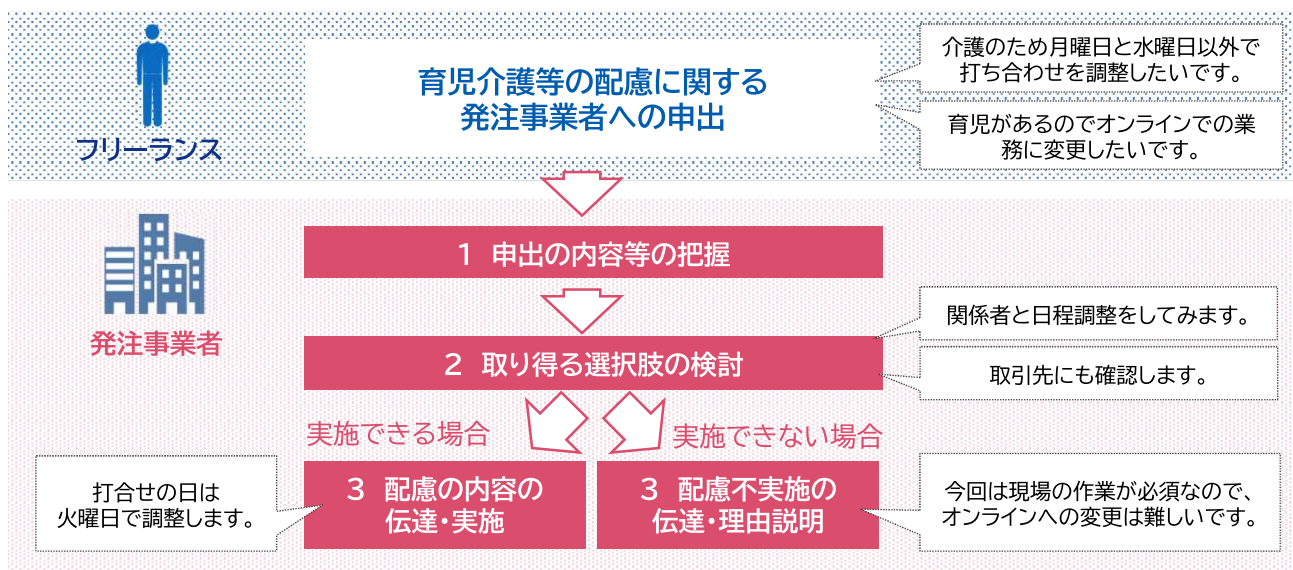 育児介護等の配慮に関する
発注事業者への申出
フリーランス
介護のため月曜日と水曜日以外で
打ち合わせを調整したいです。
育児があるのでオンラインでの業
務に変更したいです。
発注事業者
1 申出の内容等の把握
2 取り得る選択肢の検討
関係者と日程調整をしてみます。
取引先にも確認します。
実施できる場合
実施できない場合
打合せの日は
火曜日で調整します。
3 配慮の内容の
伝達・実施
3 配慮不実施の
伝達・理由説明
今回は現場の作業が必須なので、
オンラインへの変更は難しいです。